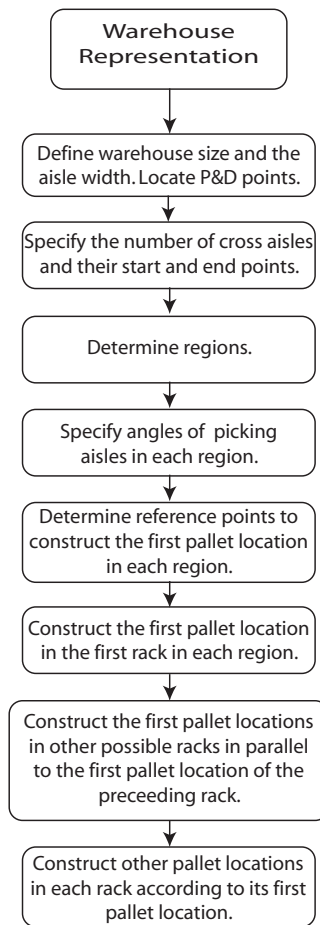 Warehouse
Representation
Define warehouse size and the
aisle width. Locate P&D points.
Specify the number of cross aisles
and their start and end points.
Determine regions.
Specify angles of picking
aisles in each region.
Determine reference points to
construct the first pallet location
in each region.
Construct the first pallet location
in the first rack in each region.
Construct the first pallet locations
in other possible racks in parallel
to the first pallet location of the
preceeding rack.
Construct other pallet locations
in each rack according to its first
pallet location.